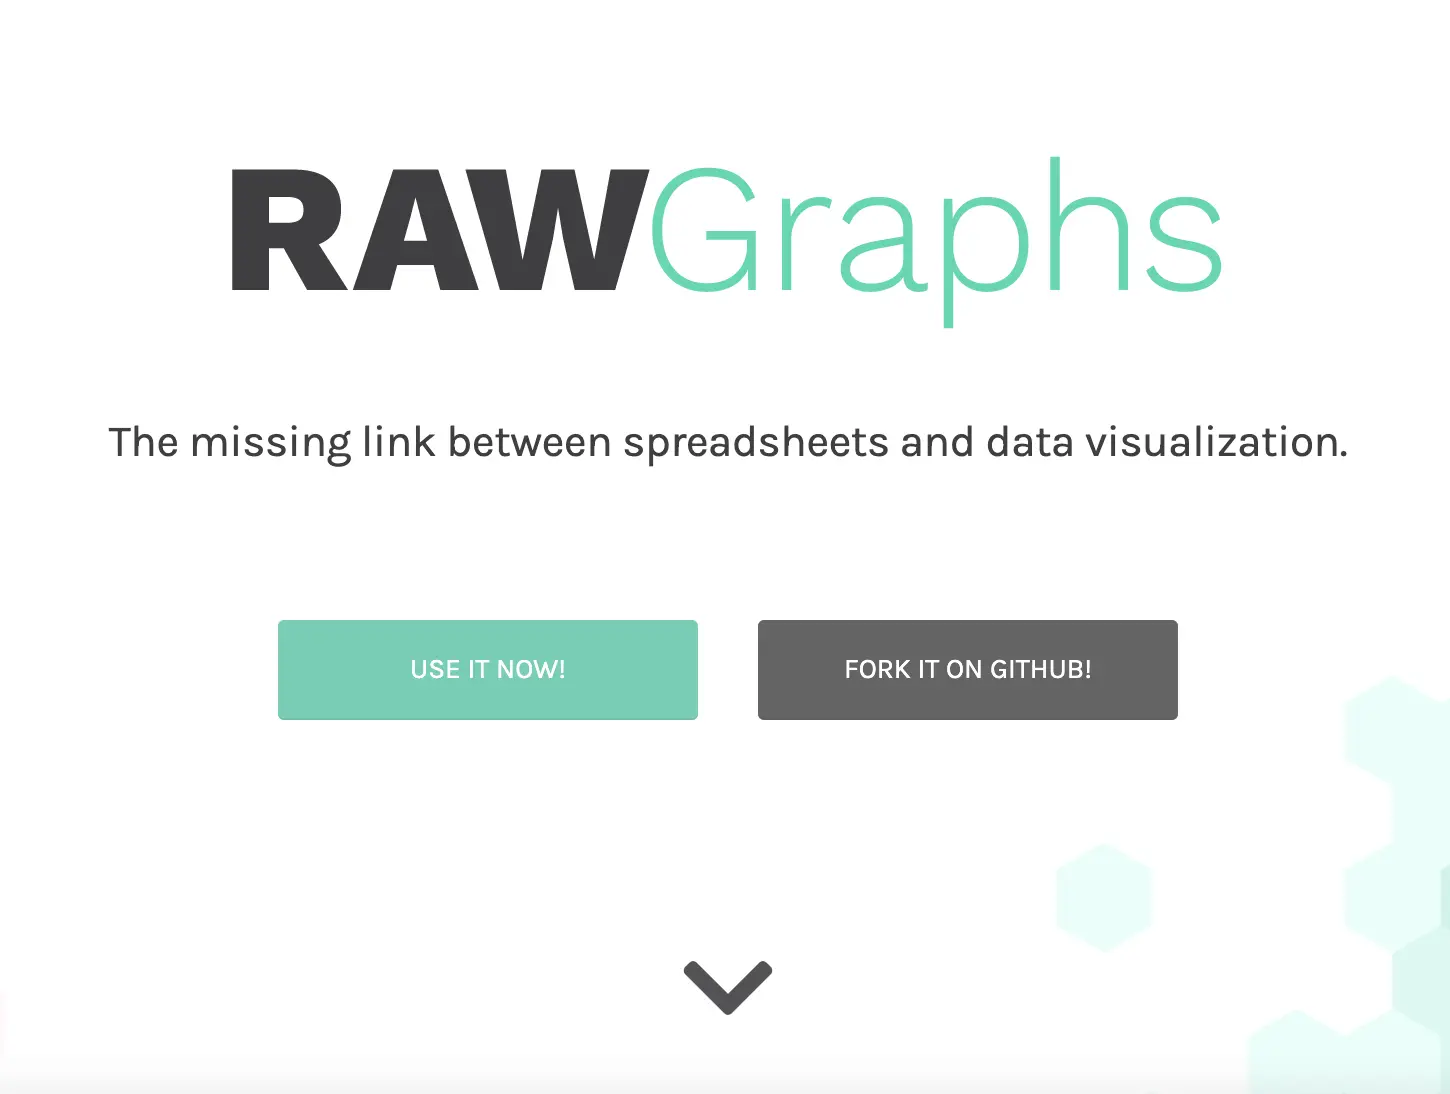 RAWGraphs
The missing link between spreadsheets and data visualization.
USE IT NOW!
FORK IT ON GITHUB!